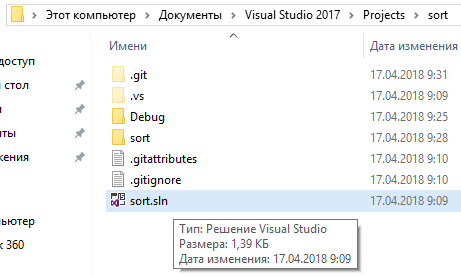 Этот компьютер > Документы > Visual Studio 2017 > Projects > sort
Имени Дата изменения
доступ
стол
.git 17.04.2018 9:31
.vs 17.04.2018 9:09
Debug 17.04.2018 9:25
sort 17.04.2018 9:28
.gitattributes 17.04.2018 9:10
.gitignore 17.04.2018 9:10
sort.sln 17.04.2018 9:09
360
Тип: Решение Visual Studio
Размера: 1,39 КБ
Дата изменения: 17.04.2018 9:09